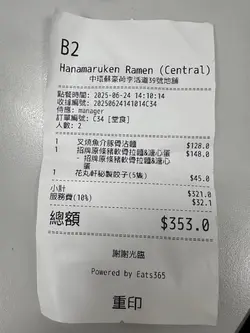 B2
Hanamaruken Ramen (Central)
中環蘇豪荷李活道39號地舖
點餐時間: 2025-06-24 14:10:14
收據編號: 20250624141014C34
侍應: manager
訂單編號: C34 [堂食]
人數: 2
1 叉燒魚介豚骨沾麵 $128.0
1 招牌原條豬軟骨拉麵&溏心蛋 $148.0
- 招牌原條豬軟骨拉麵&溏心蛋
1 花丸軒秘製餃子(5隻) $45.0
小計 $321.0
服務費(10%) $32.1
總額 $353.0
謝謝光臨
Powered by Eats365
重印